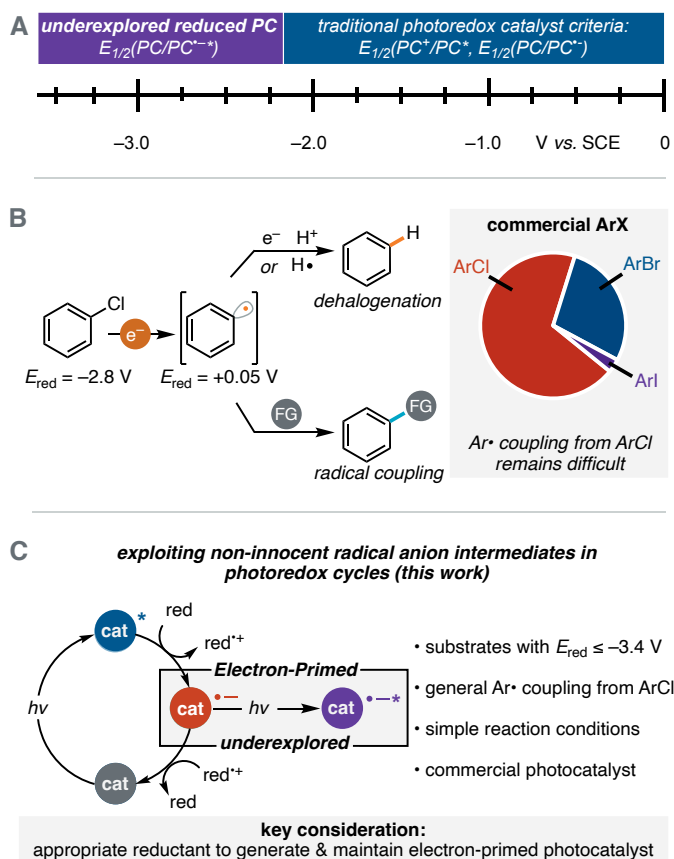 A
underexplored reduced PC
E1/2(PC/PC•–*)
traditional photoredox catalyst criteria:
E1/2(PC+/PC*, E1/2(PC/PC•-)
–3.0
–2.0
–1.0
V vs. SCE
0
B
Cl
e–
Ered = –2.8 V
Ered = +0.05 V
e– H+
or H•
H
dehalogenation
FG
FG
radical coupling
commercial ArX
ArCl
ArBr
ArI
Ar• coupling from ArCl
remains difficult
C
exploiting non-innocent radical anion intermediates in
photoredox cycles (this work)
cat *
red
red•+
Electron-Primed
hv
cat •–
hv
cat •–*
underexplored
red•+
cat
red
• substrates with Ered ≤ –3.4 V
• general Ar• coupling from ArCl
• simple reaction conditions
• commercial photocatalyst
key consideration:
appropriate reductant to generate & maintain electron-primed photocatalyst